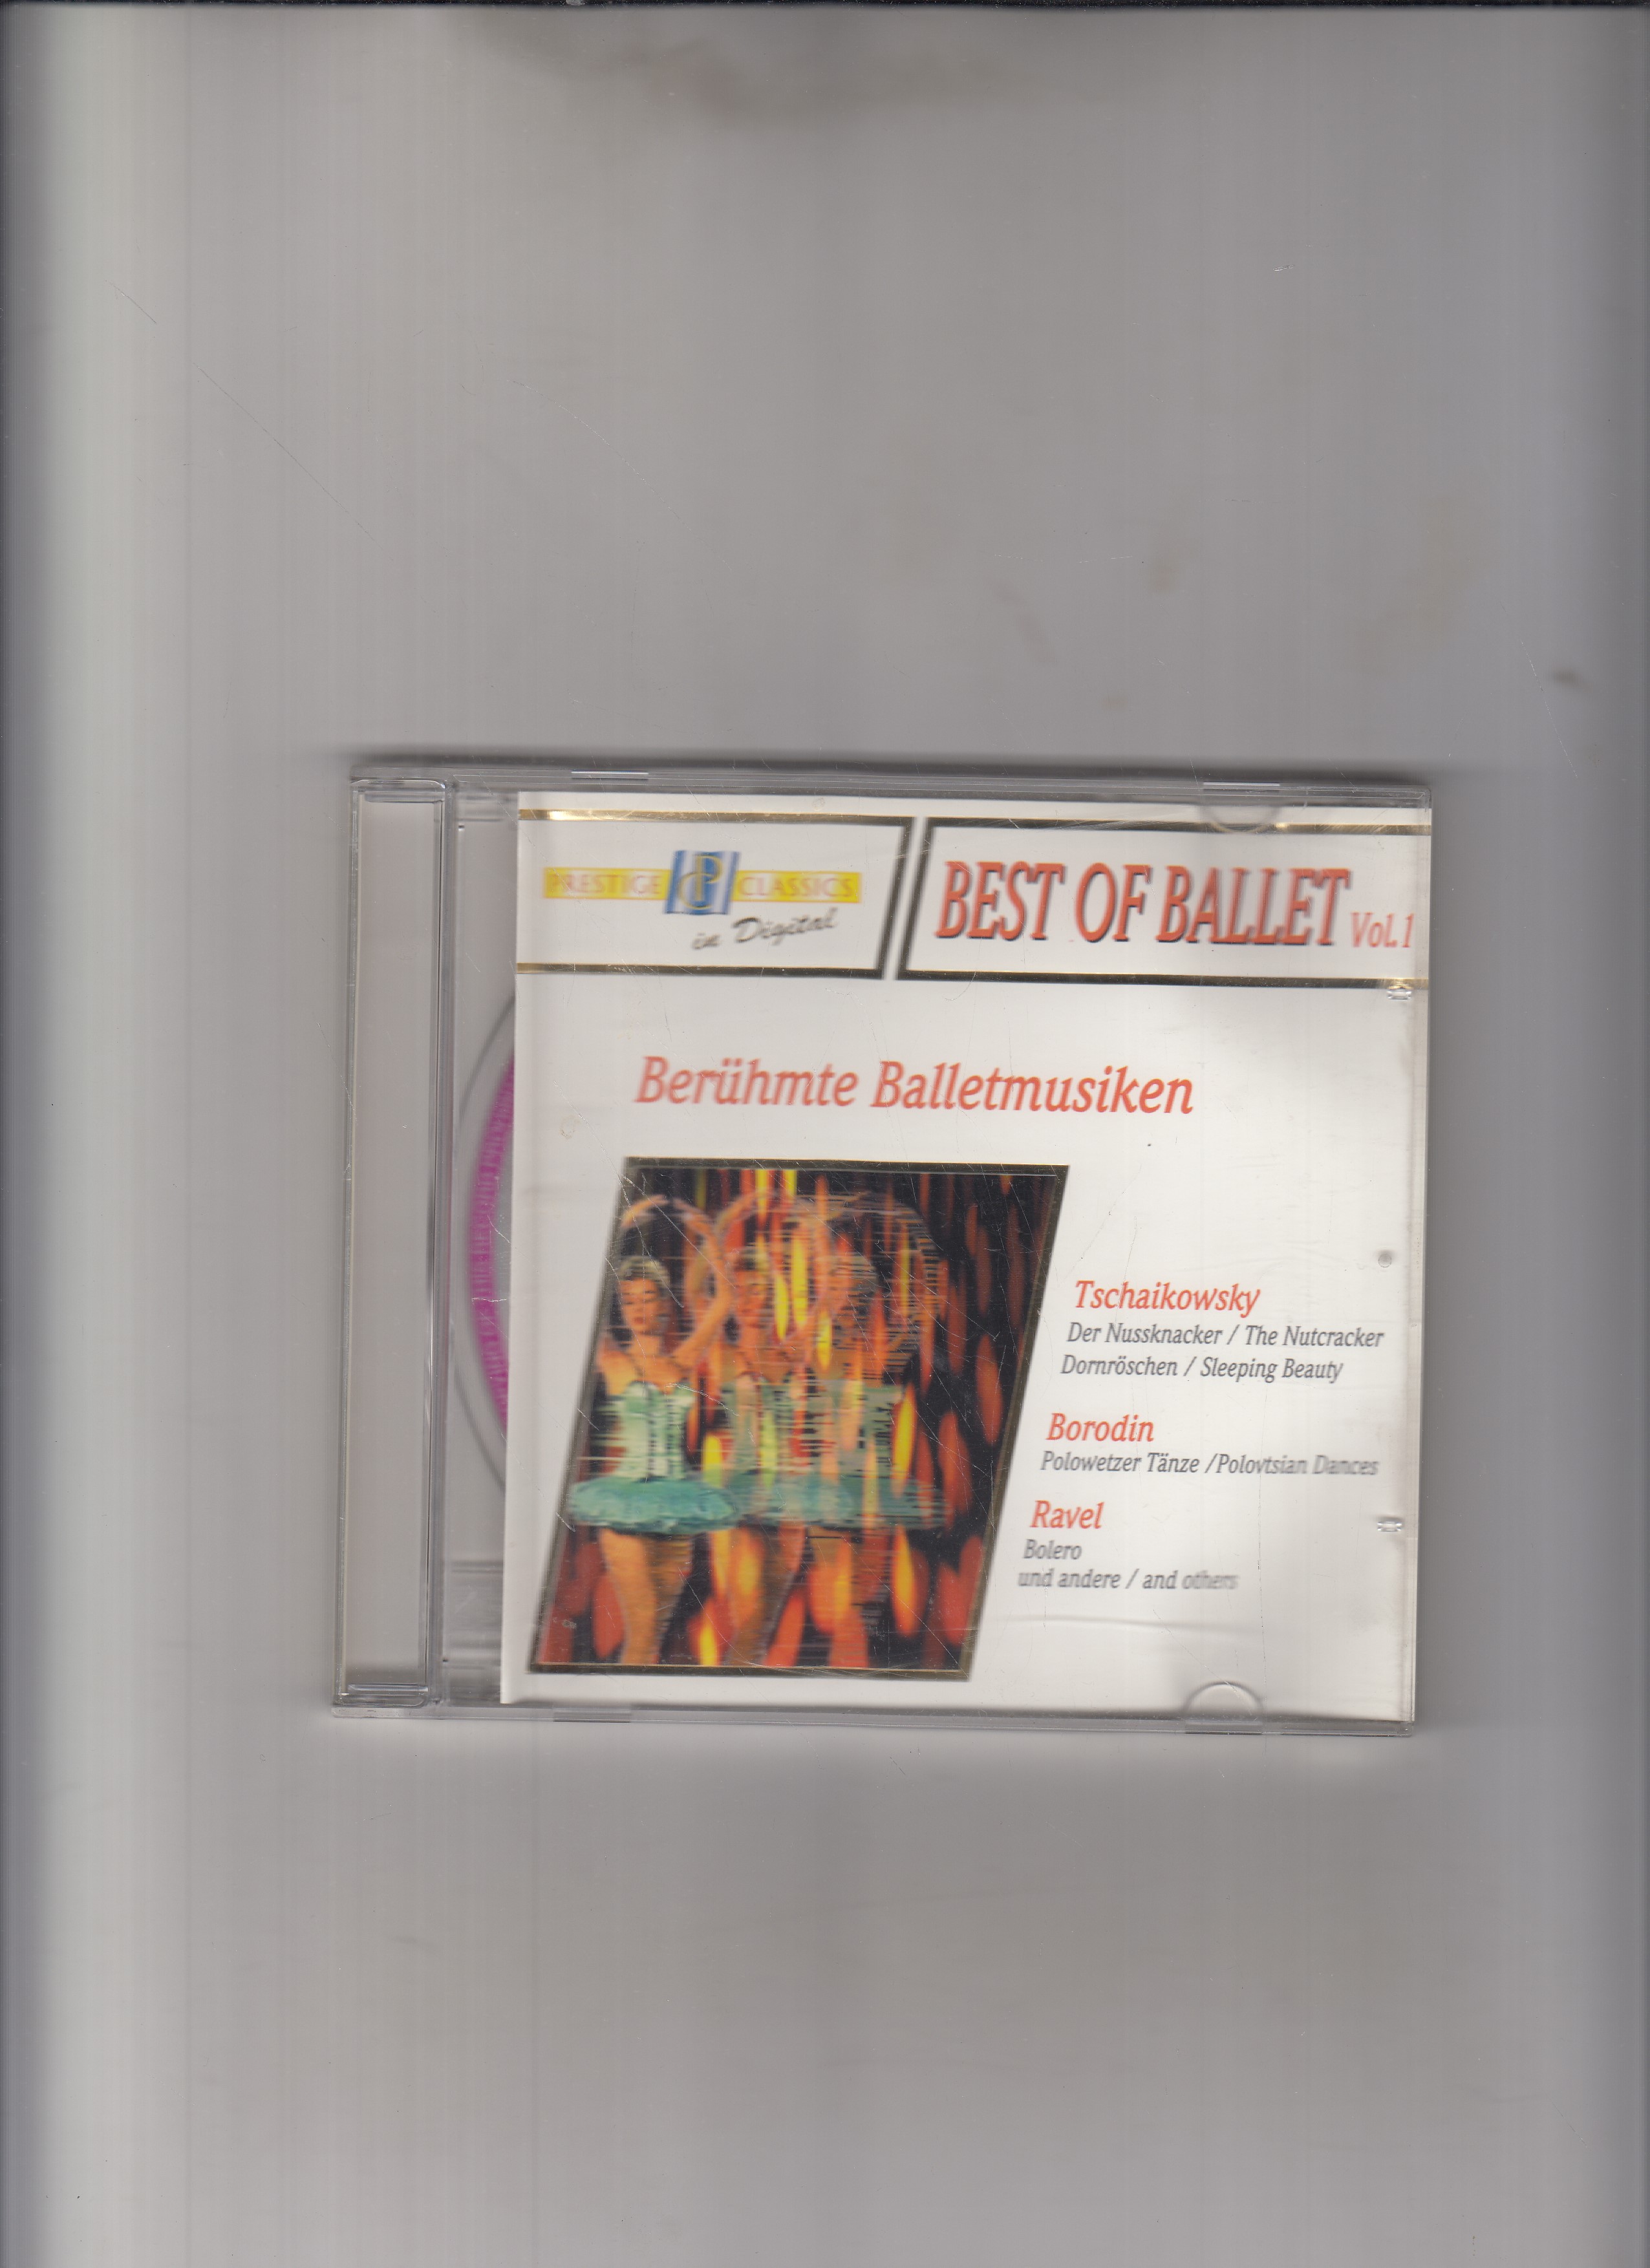 PRESTIGE CP CLASSICS
in Digital
BEST OF BALLET Vol.1
Berühmte Balletmusiken
Tschaikowsky
Der Nussknacker / The Nutcracker
Dornröschen / Sleeping Beauty
Borodin
Polowetzer Tänze /Polovtsian Dances
Ravel
Bolero
und andere / and others